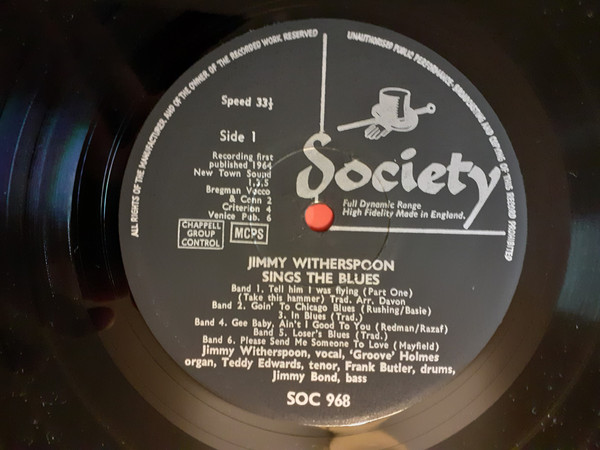 ALL RIGHTS OF THE MANUFACTURER AND OF THE OWNER OF THE RECORDED WORK RESERVED
UNAUTHORISED PUBLIC PERFORMANCE, BROADCASTING AND COPYING OF THIS RECORD PROHIBITED
Speed 33⅓
Side 1
Recording first
published 1964
New Town Sound
1,3,5
Bregman Vocco
& Conn 2
Criterion 4
Venice Pub. 6
CHAPPELL
GROUP
CONTROL
MCPS
Society
Full Dynamic Range
High Fidelity Made in England.
JIMMY WITHERSPOON
SINGS THE BLUES
Band 1. Tell him I was flying (Part One)
(Take this hammer) Trad. Arr. Davon
Band 2. Goin' To Chicago Blues (Rushing/Basie)
3. In Blues (Trad.)
Band 4. Gee Baby, Ain't I Good To You (Redman/Razaf)
Band 5. Loser's Blues (Trad.)
Band 6. Please Send Me Someone To Love (Mayfield)
Jimmy Witherspoon, vocal, 'Groove' Holmes
organ, Teddy Edwards, tenor, Frank Butler, drums,
Jimmy Bond, bass
SOC 968